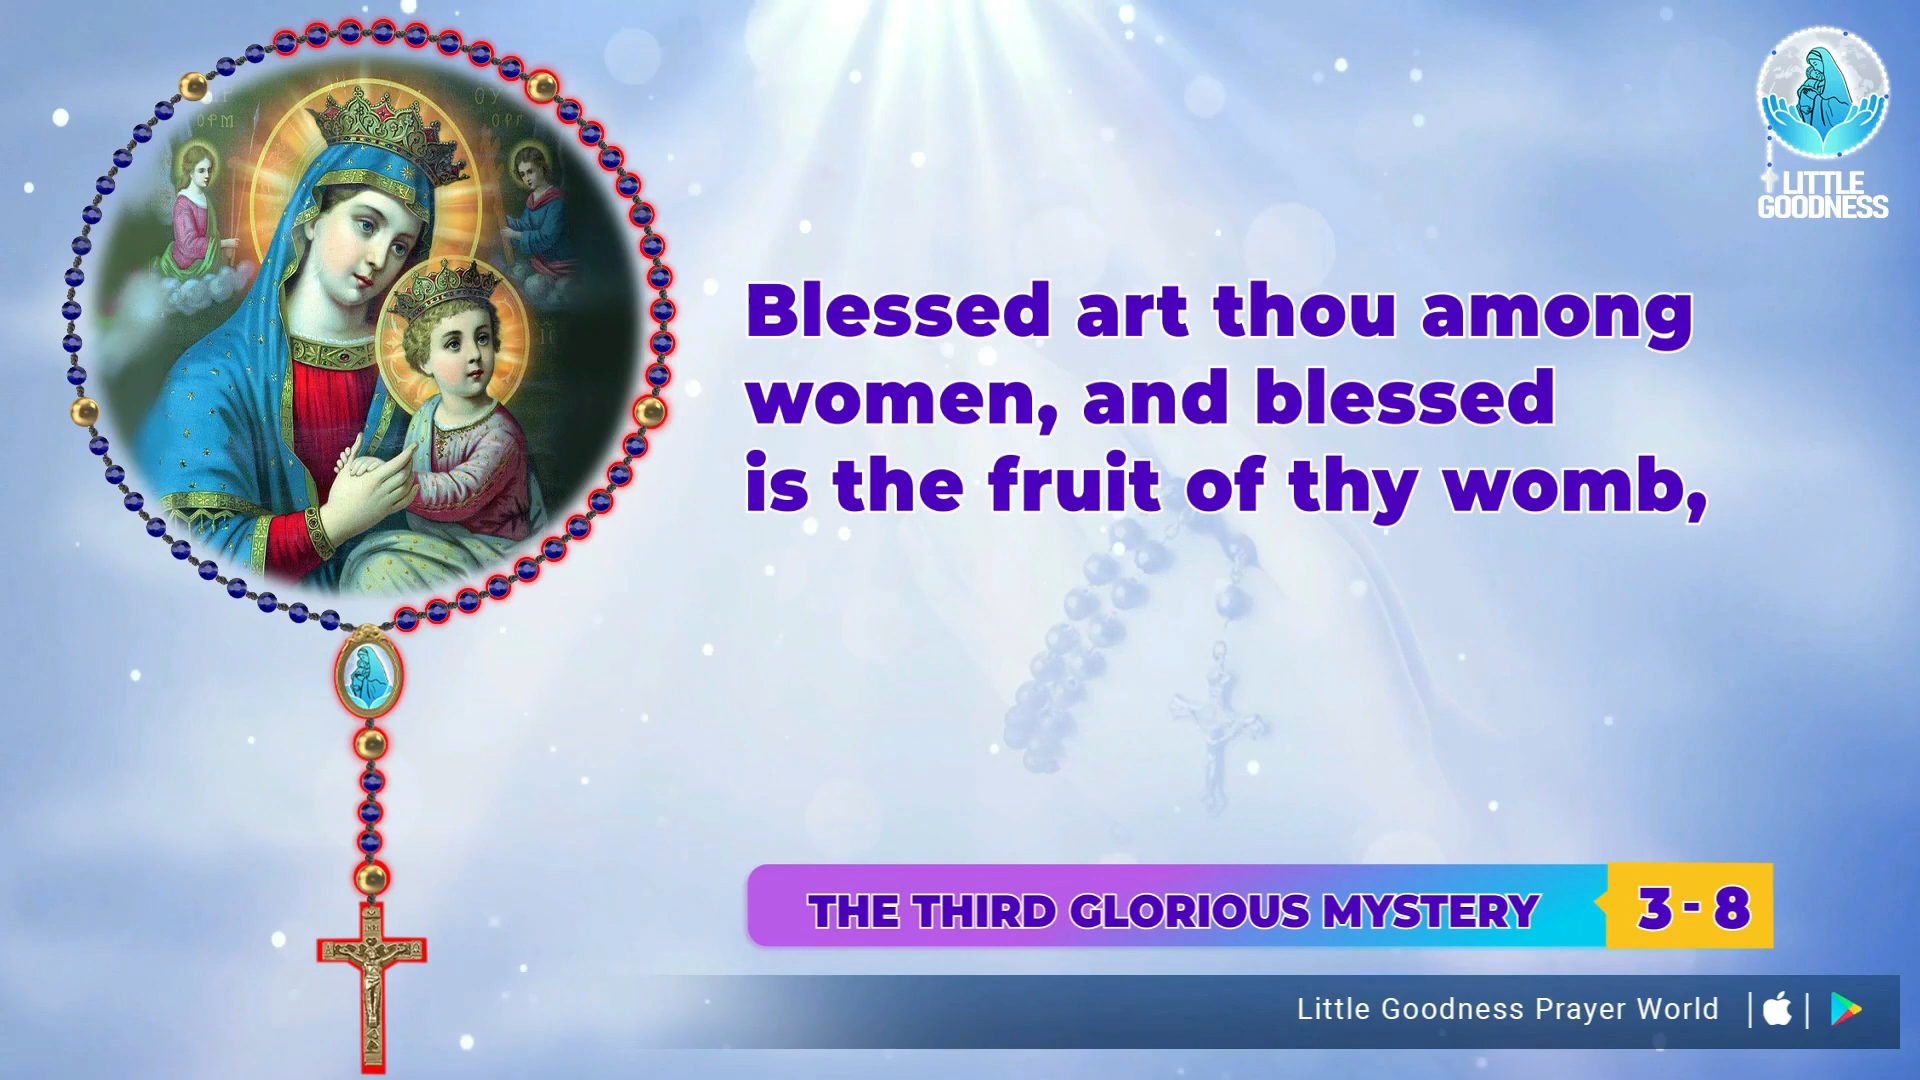 LITTLE
GOODNESS
Blessed art thou among
women, and blessed
is the fruit of thy womb,
THE THIRD GLORIOUS MYSTERY
3 - 8
Little Goodness Prayer World
INRI